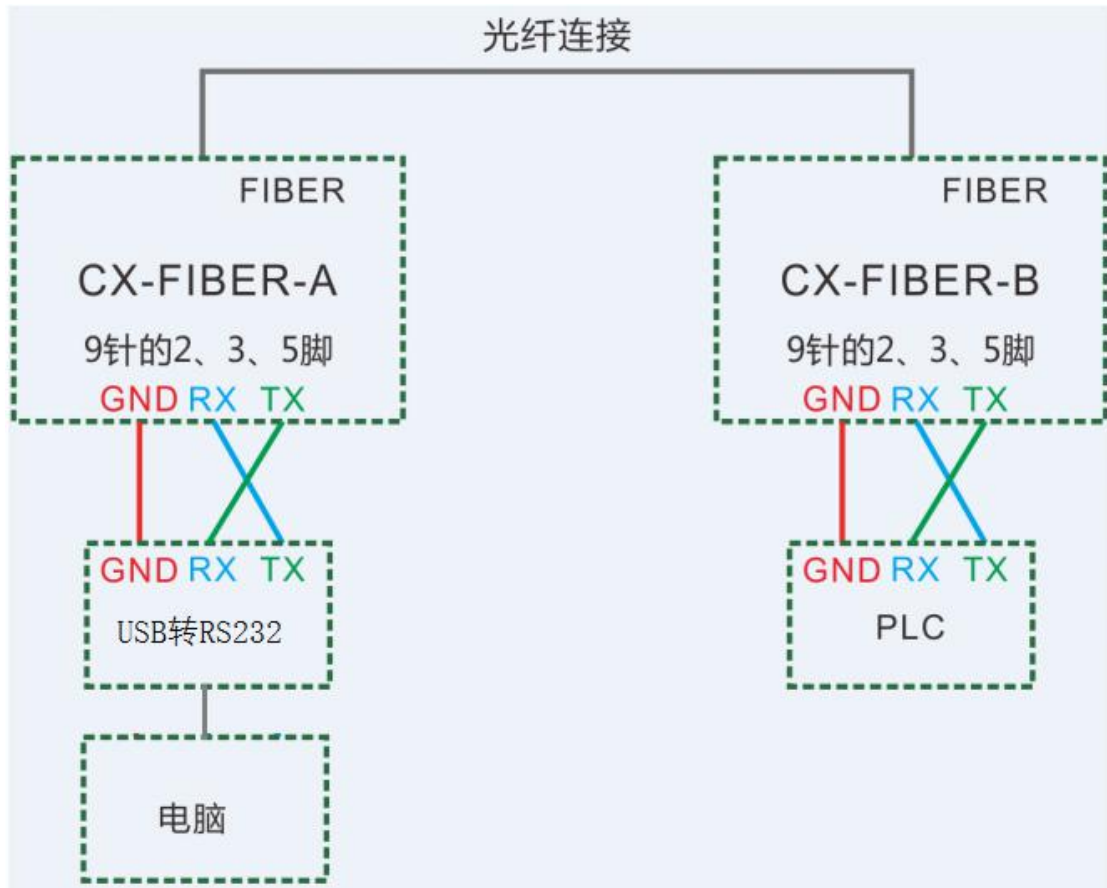 光纤连接
FIBER
CX-FIBER-A
9针的2、3、5脚
GND RX TX
GND RX TX
USB转RS232
电脑
FIBER
CX-FIBER-B
9针的2、3、5脚
GND RX TX
GND RX TX
PLC